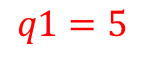 q1 = 5